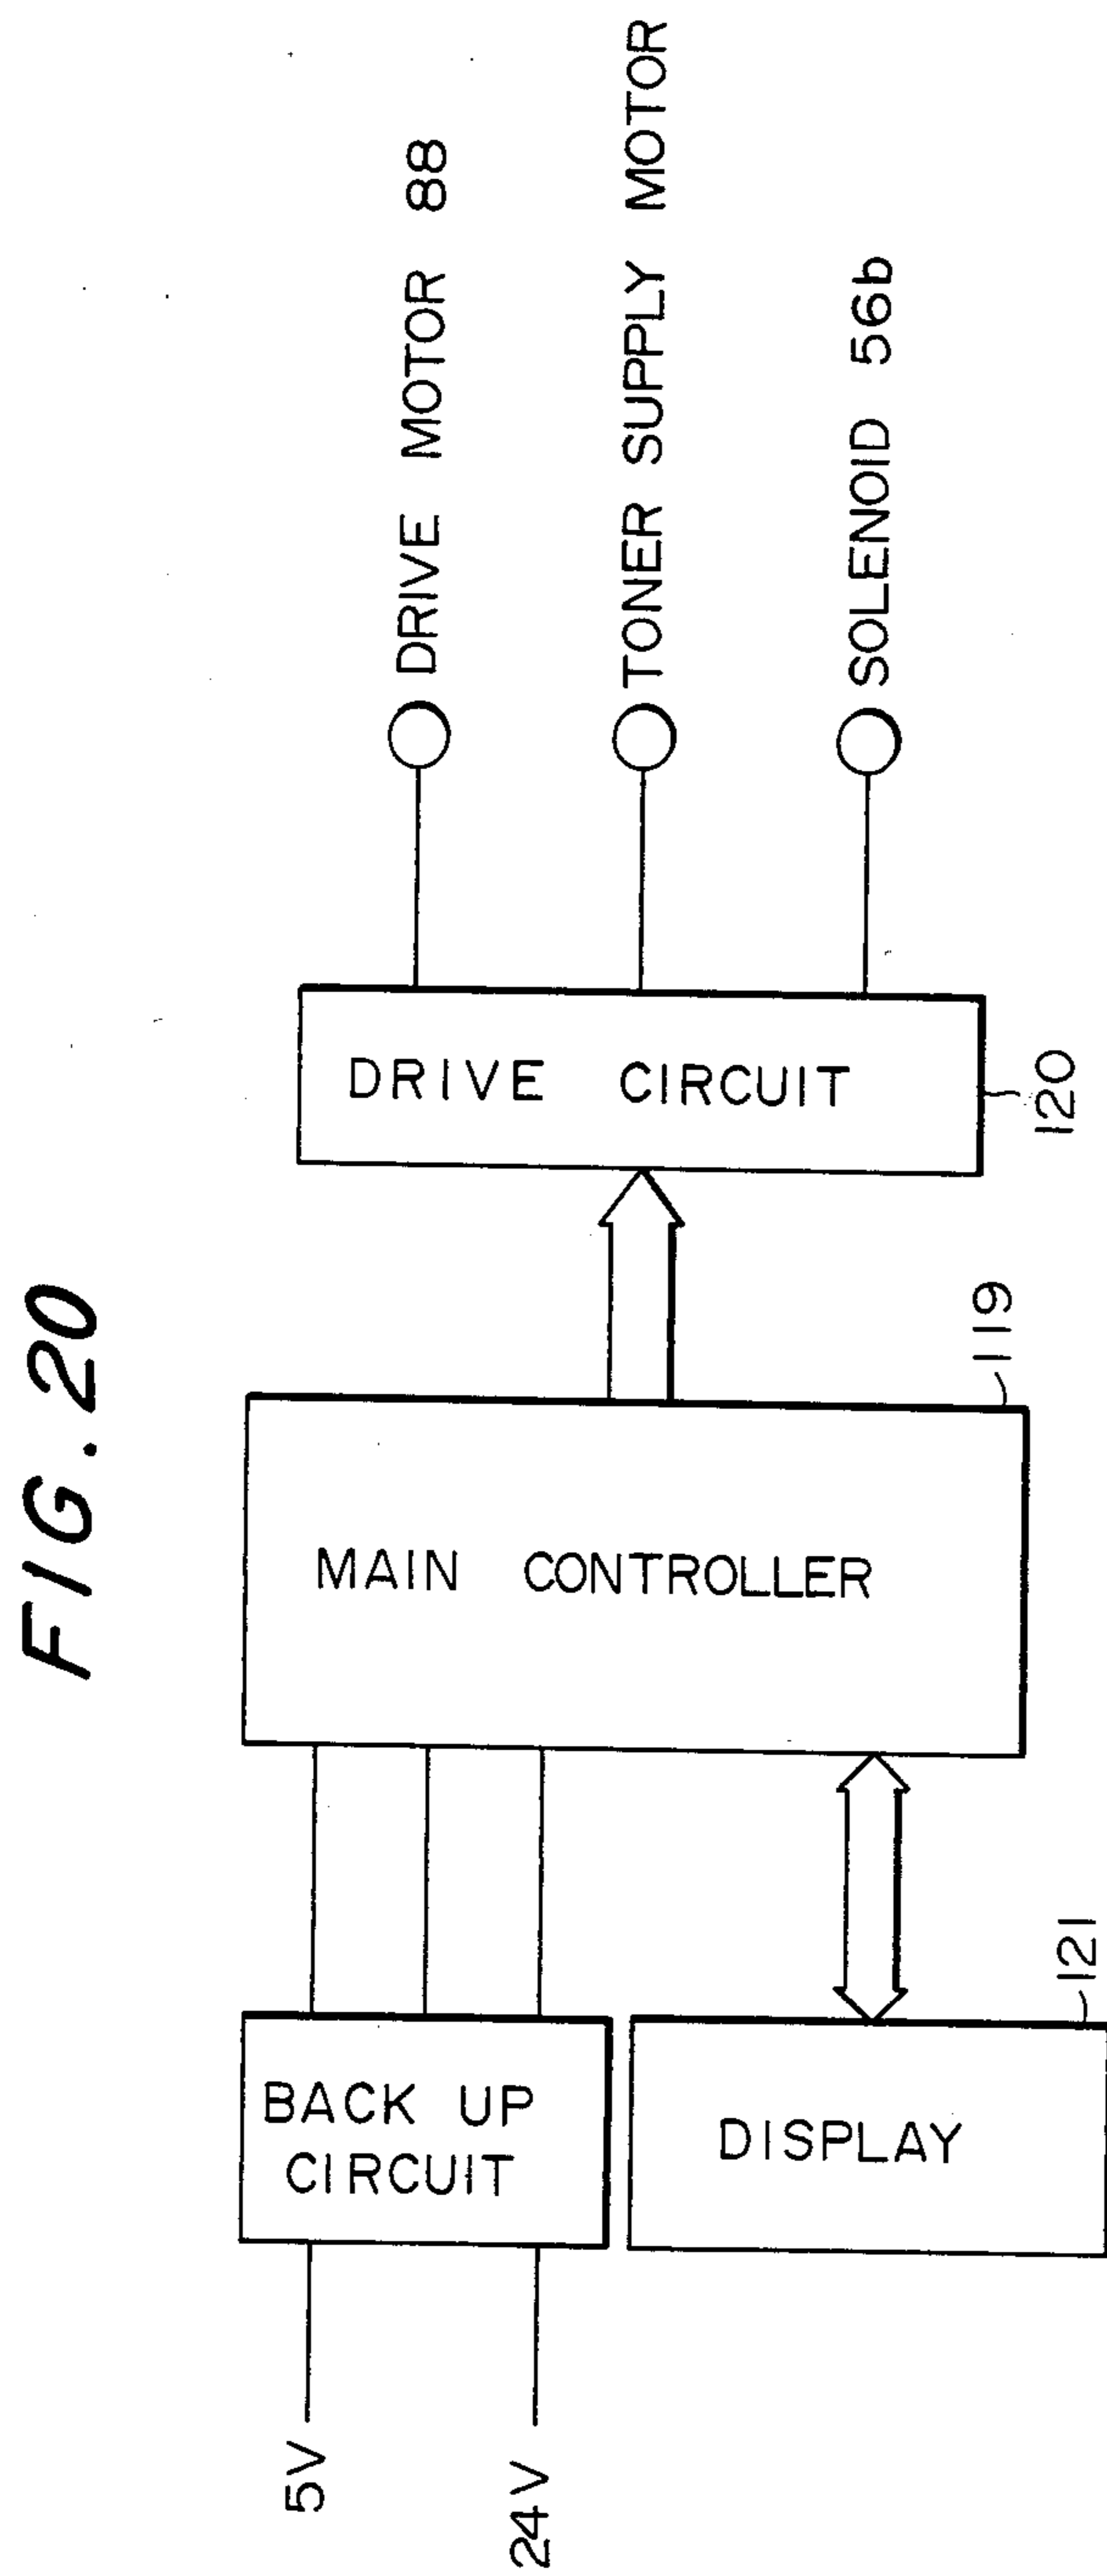 FIG. 20
5V
24V
BACK UP
CIRCUIT
DISPLAY
121
MAIN CONTROLLER
119
DRIVE CIRCUIT
120
DRIVE MOTOR 88
TONER SUPPLY MOTOR
SOLENOID 56b